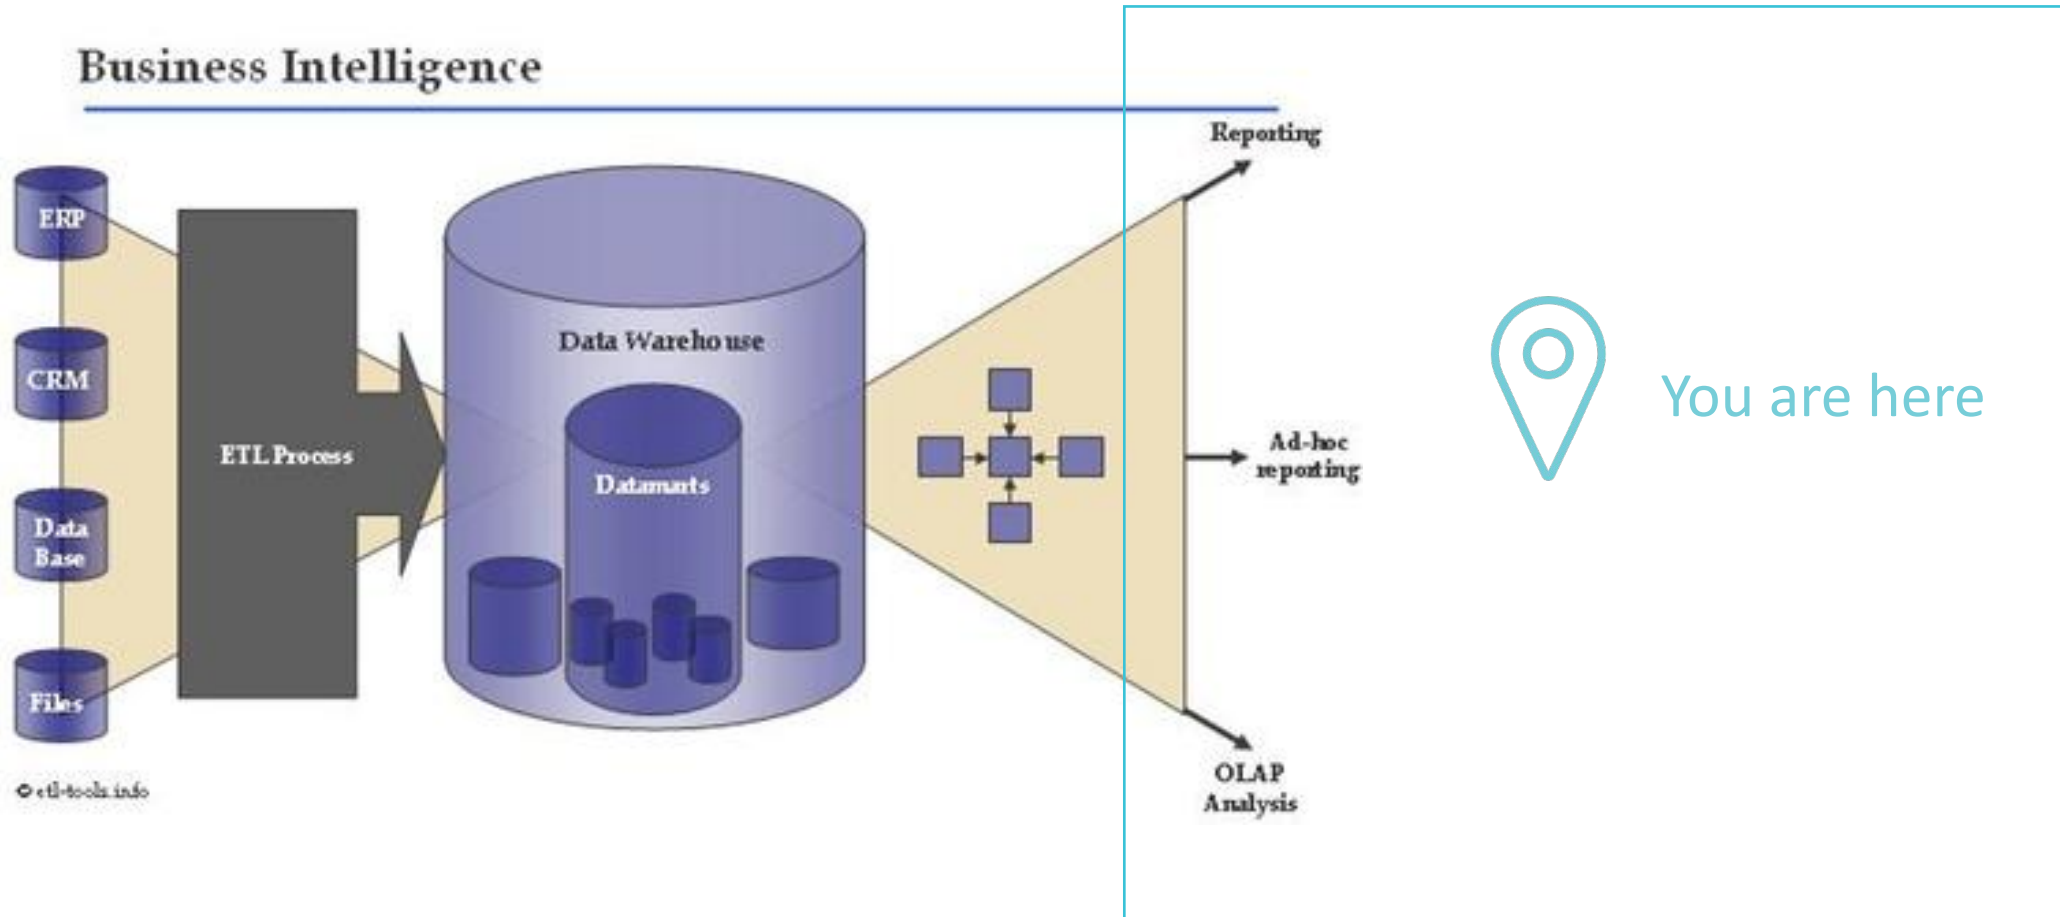 Business Intelligence
Reporting
ERP
CRM
Data
Base
Files
ETL Process
Data Warehouse
Datamarts
Ad-hoc
reporting
OLAP
Analysis
You are here
© etl-tools.info